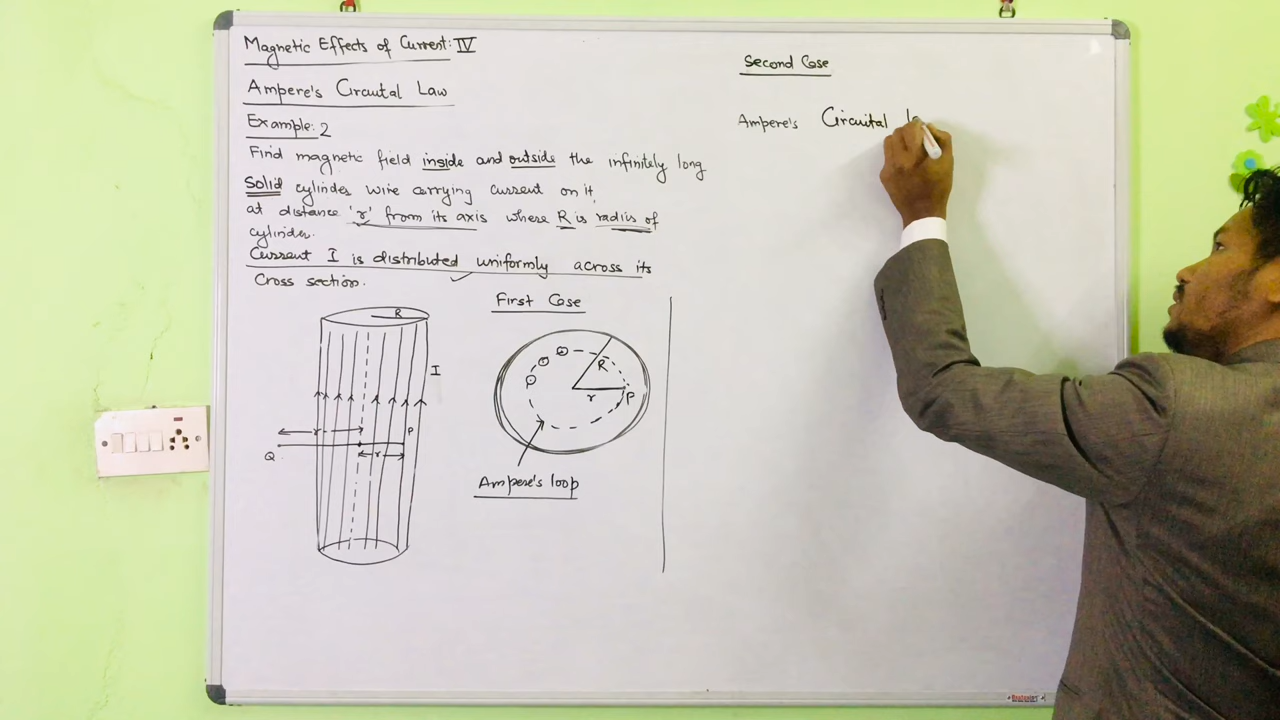 Magnetic Effects of Current: IV
Ampere's Circuital Law
Example: 2
Find magnetic field inside and outside the infinitely long
Solid cylinder wire carrying current on it,
at distance 'r' from its axis where R is radius of
cylinder.
Current I is distributed uniformly across its
Cross section.
First Case
R
I
r
P
Q
r
R
r
P
Ampere's loop
Second Case
Ampere's Circuital l